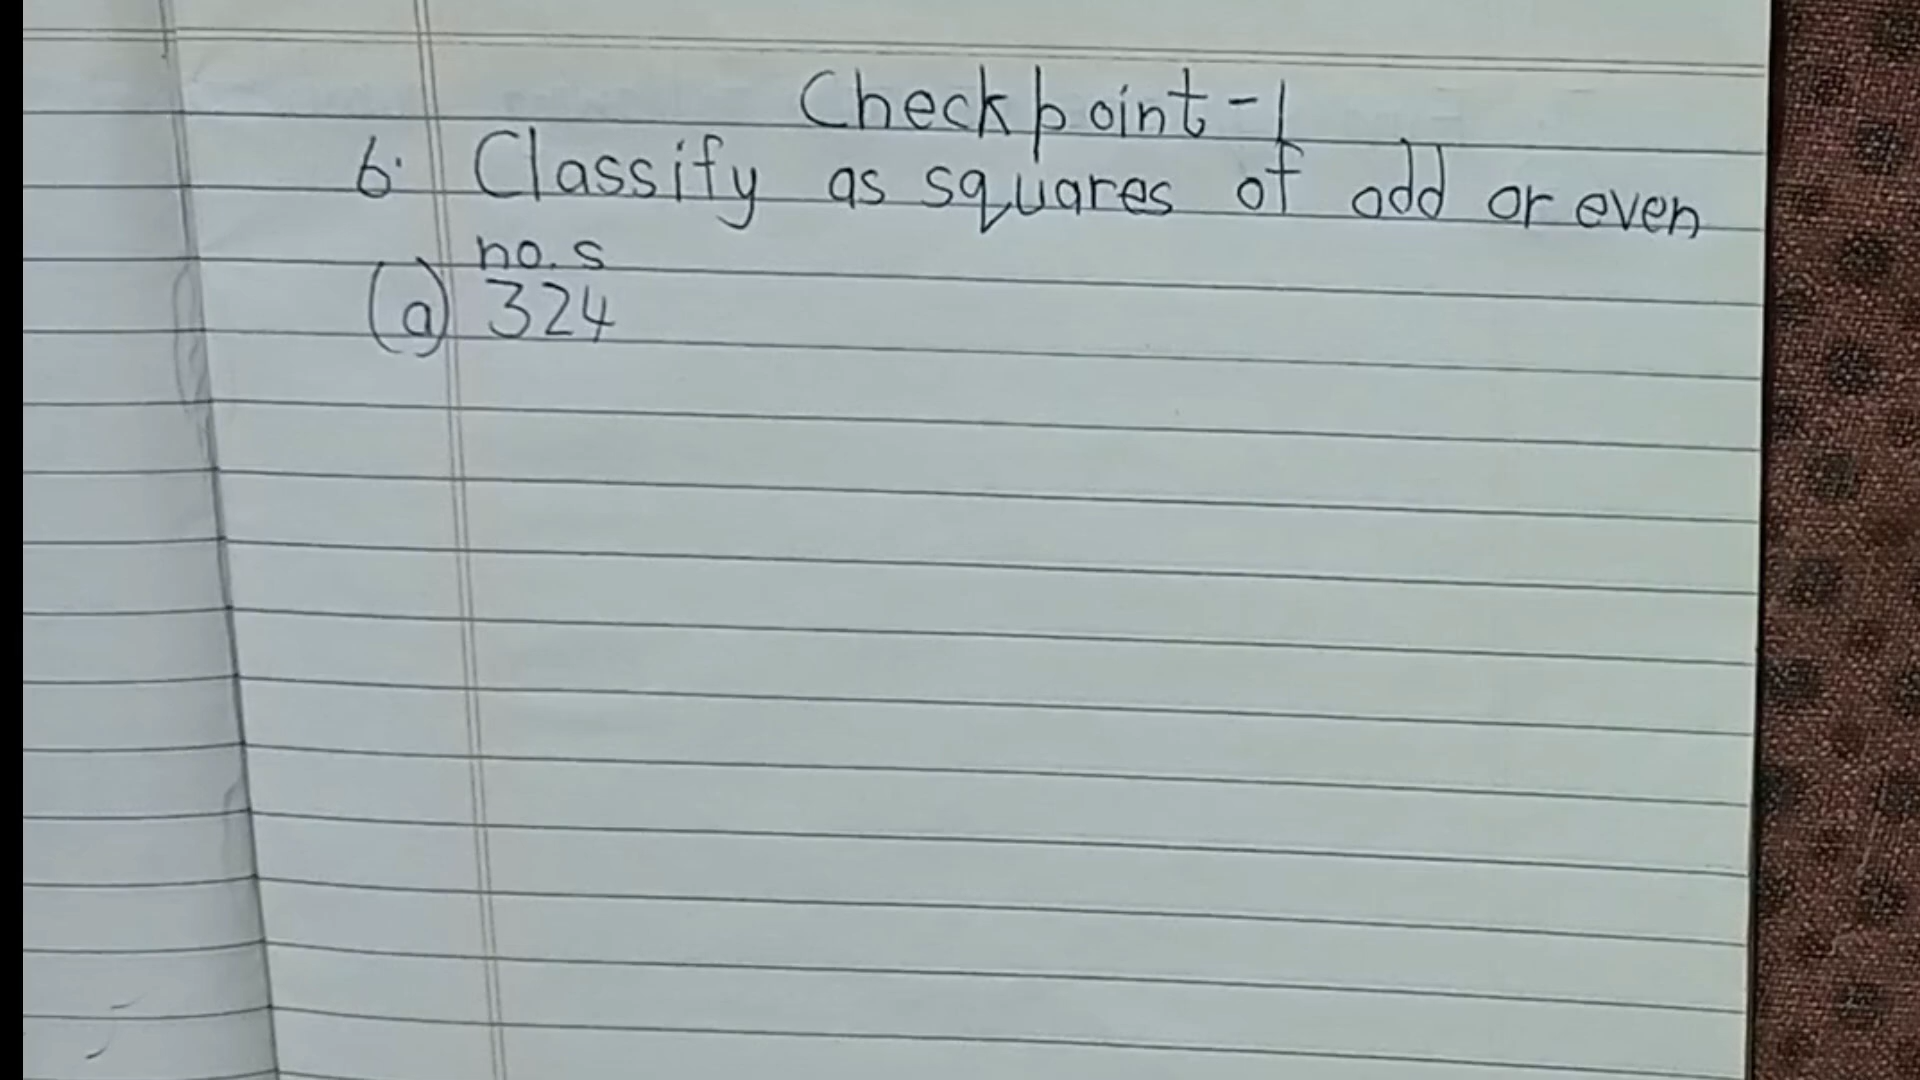 Checkpoint-1
6. Classify as squares of odd or even
no.s
(a) 324